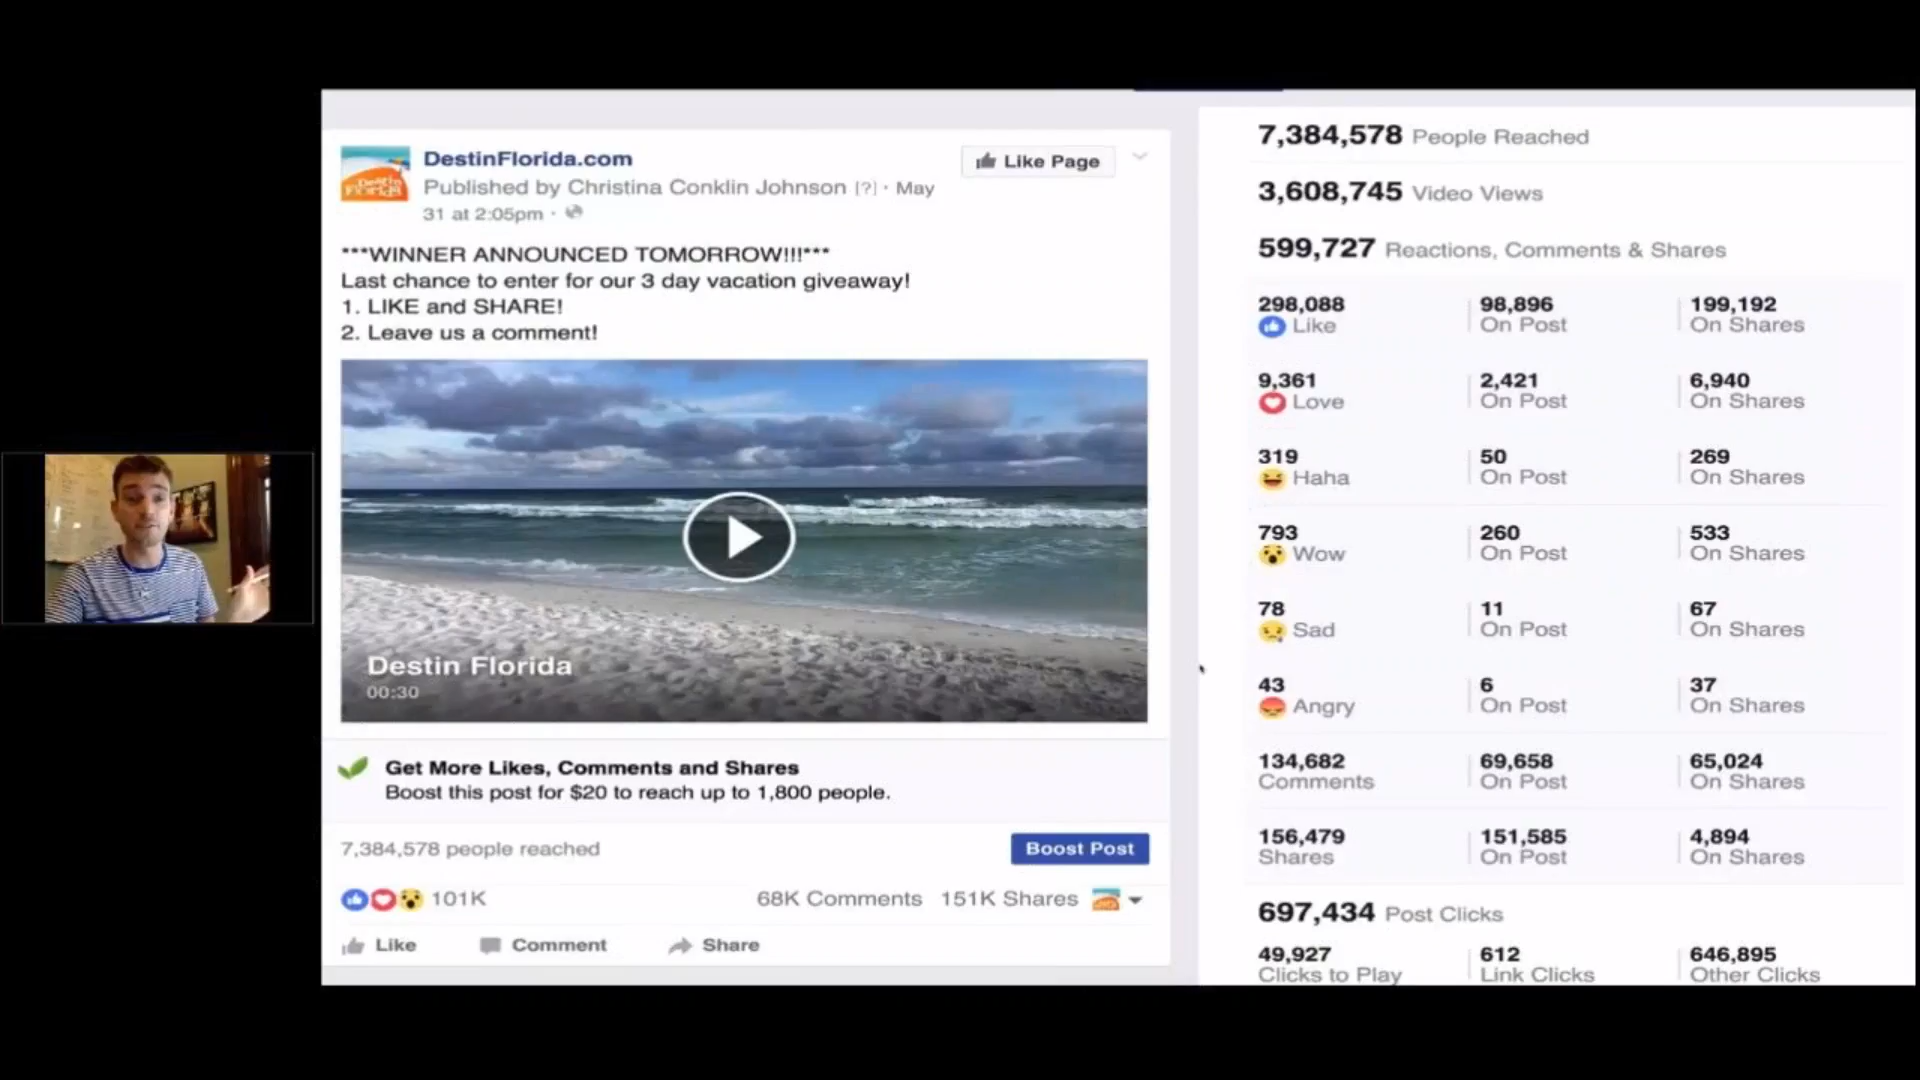 DestinFlorida.com
Like Page
Published by Christina Conklin Johnson [?] · May
31 at 2:05pm ·
***WINNER ANNOUNCED TOMORROW!!!***
Last chance to enter for our 3 day vacation giveaway!
1. LIKE and SHARE!
2. Leave us a comment!
Destin Florida
00:30
Get More Likes, Comments and Shares
Boost this post for $20 to reach up to 1,800 people.
7,384,578 people reached
Boost Post
101K
68K Comments 151K Shares
Like Comment Share
7,384,578 People Reached
3,608,745 Video Views
599,727 Reactions, Comments & Shares
298,088 98,896 199,192
Like On Post On Shares
9,361 2,421 6,940
Love On Post On Shares
319 50 269
Haha On Post On Shares
793 260 533
Wow On Post On Shares
78 11 67
Sad On Post On Shares
43 6 37
Angry On Post On Shares
134,682 69,658 65,024
Comments On Post On Shares
156,479 151,585 4,894
Shares On Post On Shares
697,434 Post Clicks
49,927 612 646,895
Clicks to Play Link Clicks Other Clicks